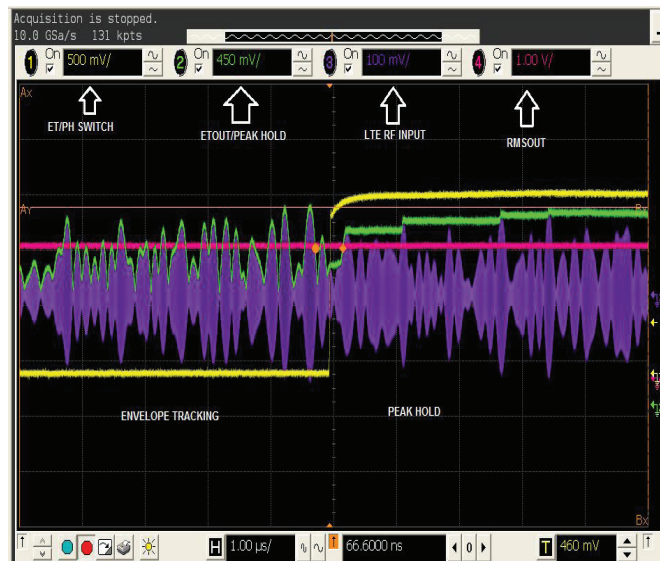 Acquisition is stopped.
10.0 GSa/s 131 kpts
1 On 500 mV/ 2 On 450 mV/ 3 On 100 mV/ 4 On 1.00 V/
Ax
ET/PH SWITCH
ETOUT/PEAK HOLD
LTE RF INPUT
RMSOUT
Ay
ENVELOPE TRACKING
PEAK HOLD
Bx
H 1.00 µs/ 66.6000 ns 0 T 460 mV